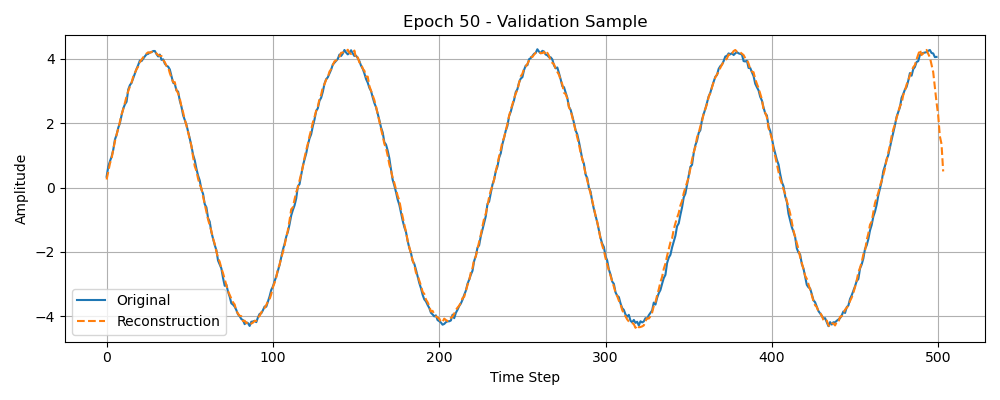 Epoch 50 - Validation Sample
Amplitude
4
2
0
−2
−4
Original
Reconstruction
0 100 200 300 400 500
Time Step